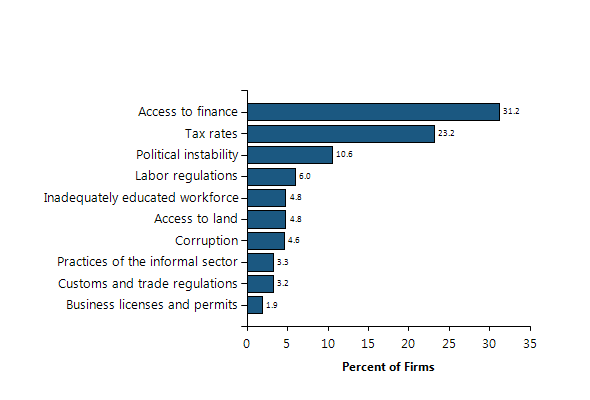 Access to finance 31.2
Tax rates 23.2
Political instability 10.6
Labor regulations 6.0
Inadequately educated workforce 4.8
Access to land 4.8
Corruption 4.6
Practices of the informal sector 3.3
Customs and trade regulations 3.2
Business licenses and permits 1.9
0 5 10 15 20 25 30 35
Percent of Firms